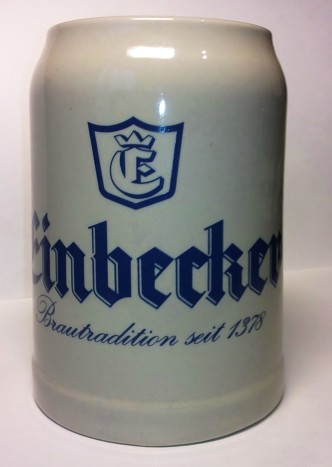 E
Einbecker
Brautradition seit 1378